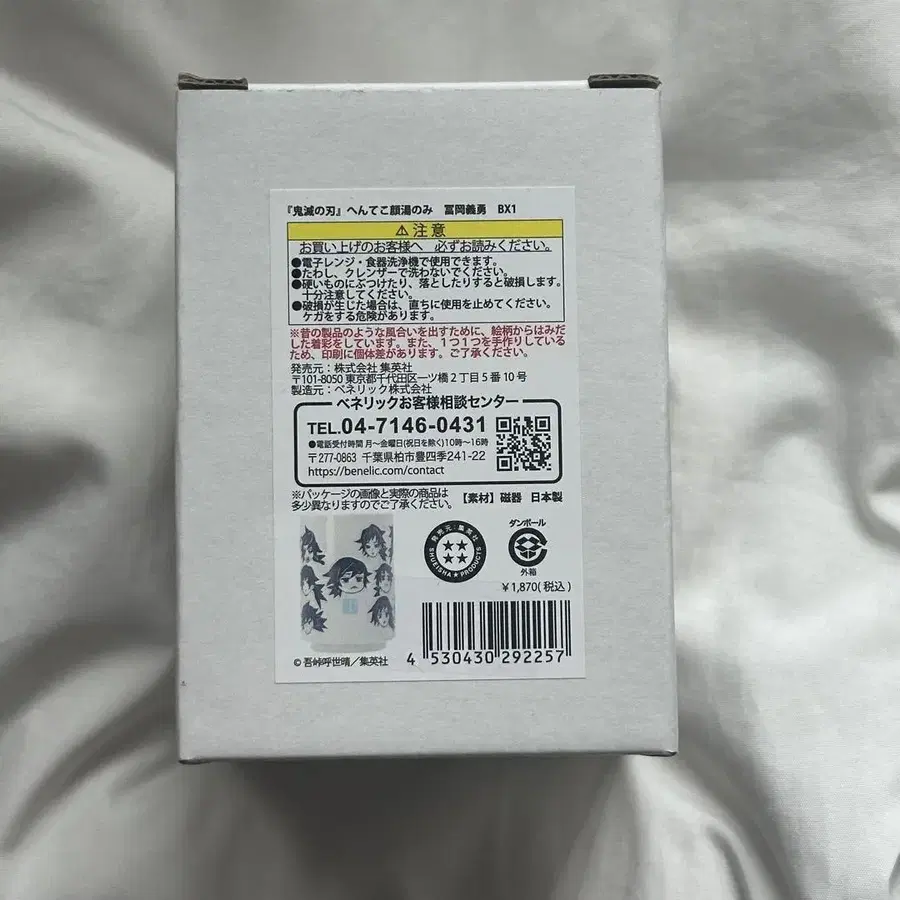 『鬼滅の刃』へんてこ顔湯のみ 冨岡義勇 BX1
⚠注意
お買い上げのお客様へ 必ずお読みください。
●電子レンジ・食器洗浄機で使用できます。
●たわし、クレンザーで洗わないでください。
●硬いものにぶつけたり、落としたりすると破損します。
十分注意してください。
●破損が生じた場合は、直ちに使用を止めてください。
ケガをする危険があります。
※昔の製品のような風合いを出すために、絵柄からはみだ
した着彩をしています。また、1つ1つを手作りしている
ため、印刷に個体差があります。ご了承ください。
発売元：株式会社 集英社
〒101-8050 東京都千代田区一ツ橋2丁目5番10号
製造元：ベネリック株式会社
ベネリックお客様相談センター
TEL.04-7146-0431
●電話受付時間 月～金曜日(祝日を除く)10時～16時
〒277-0863 千葉県柏市豊四季241-22
https://benelic.com/contact
※パッケージの画像と実際の商品は
多少異なりますのでご了承ください。
【素材】磁器 日本製
発売元：集英社
SHUEISHA★PRODUCTS
ダンボール
外箱
￥1,870(税込)
©吾峠呼世晴／集英社
4 530430 292257